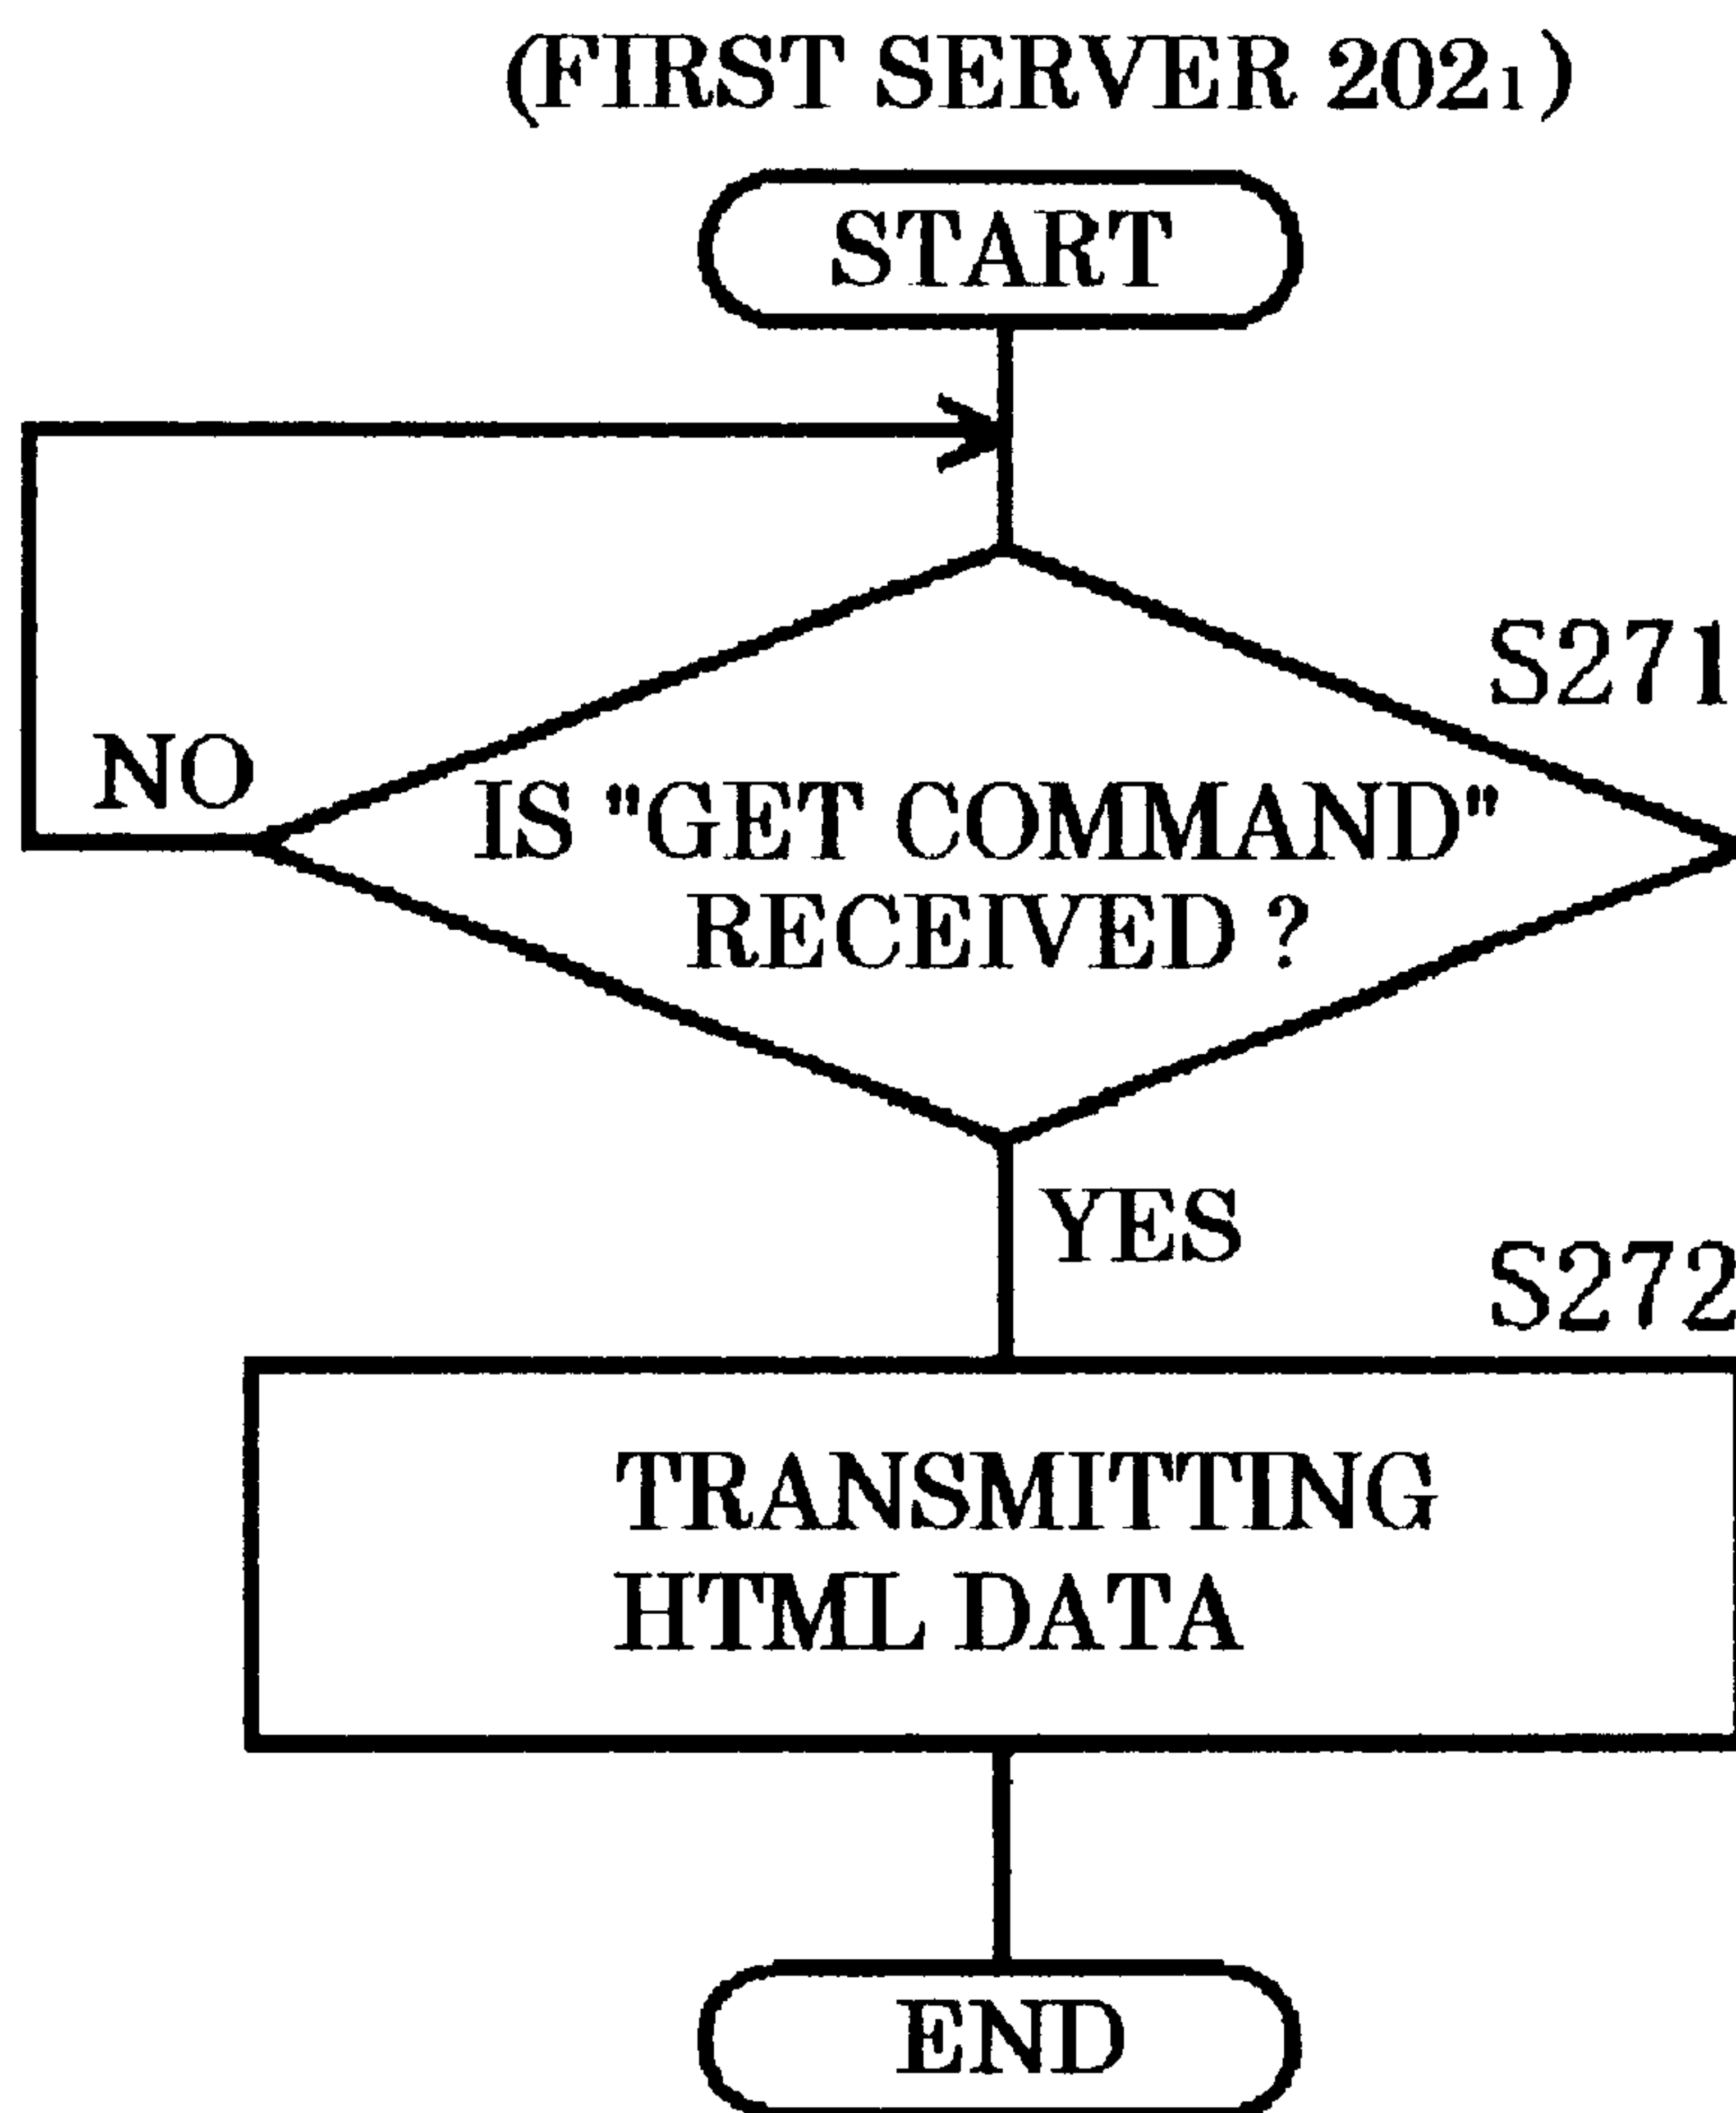 (FIRST SERVER 202₁)
START
S271
NO
IS "GET COMMAND"
RECEIVED ?
YES
S272
TRANSMITTING
HTML DATA
END